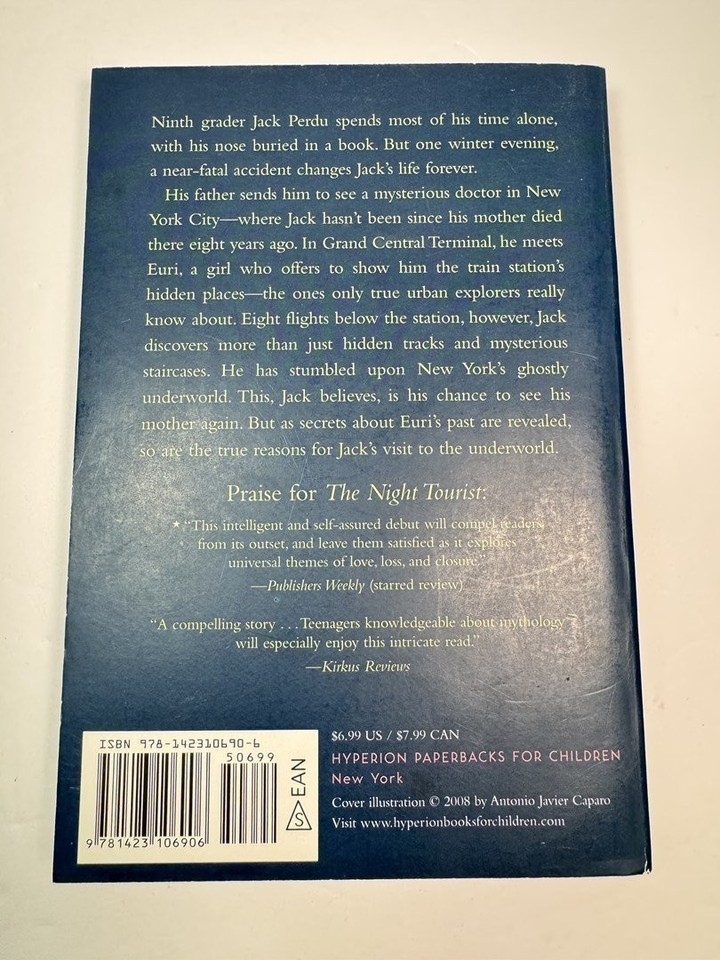 Ninth grader Jack Perdu spends most of his time alone,
with his nose buried in a book. But one winter evening,
a near-fatal accident changes Jack's life forever.
His father sends him to see a mysterious doctor in New
York City—where Jack hasn't been since his mother died
there eight years ago. In Grand Central Terminal, he meets
Euri, a girl who offers to show him the train station's
hidden places—the ones only true urban explorers really
know about. Eight flights below the station, however, Jack
discovers more than just hidden tracks and mysterious
staircases. He has stumbled upon New York's ghostly
underworld. This, Jack believes, is his chance to see his
mother again. But as secrets about Euri's past are revealed,
so are the true reasons for Jack's visit to the underworld.
Praise for The Night Tourist:
★ “This intelligent and self-assured debut will compel readers
from its outset, and leave them satisfied as it explores
universal themes of love, loss, and closure.”
—Publishers Weekly (starred review)
“A compelling story . . . Teenagers knowledgeable about mythology
will especially enjoy this intricate read.”
—Kirkus Reviews
ISBN 978-142310690-6
50699
9 781423 106906
S EAN
$6.99 US / $7.99 CAN
HYPERION PAPERBACKS FOR CHILDREN
New York
Cover illustration © 2008 by Antonio Javier Caparo
Visit www.hyperionbooksforchildren.com